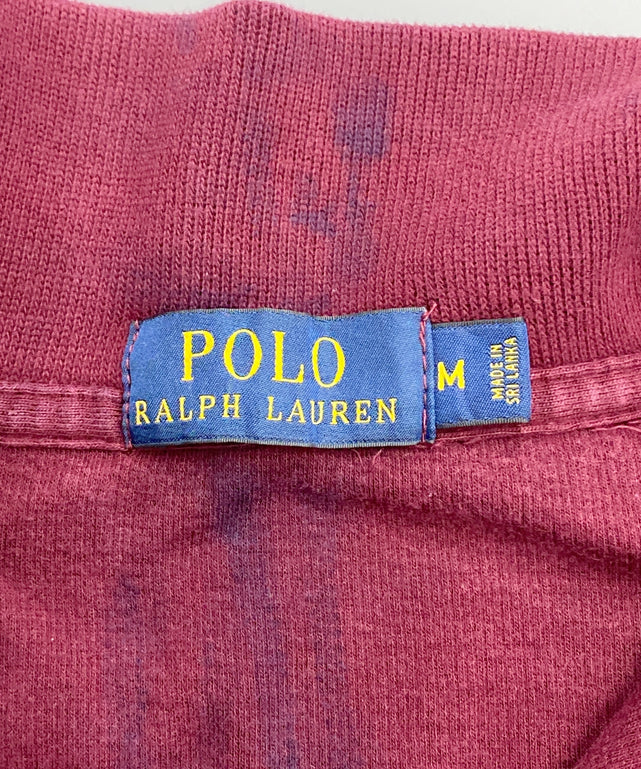 POLO
RALPH LAUREN
M
MADE IN
SRI LANKA